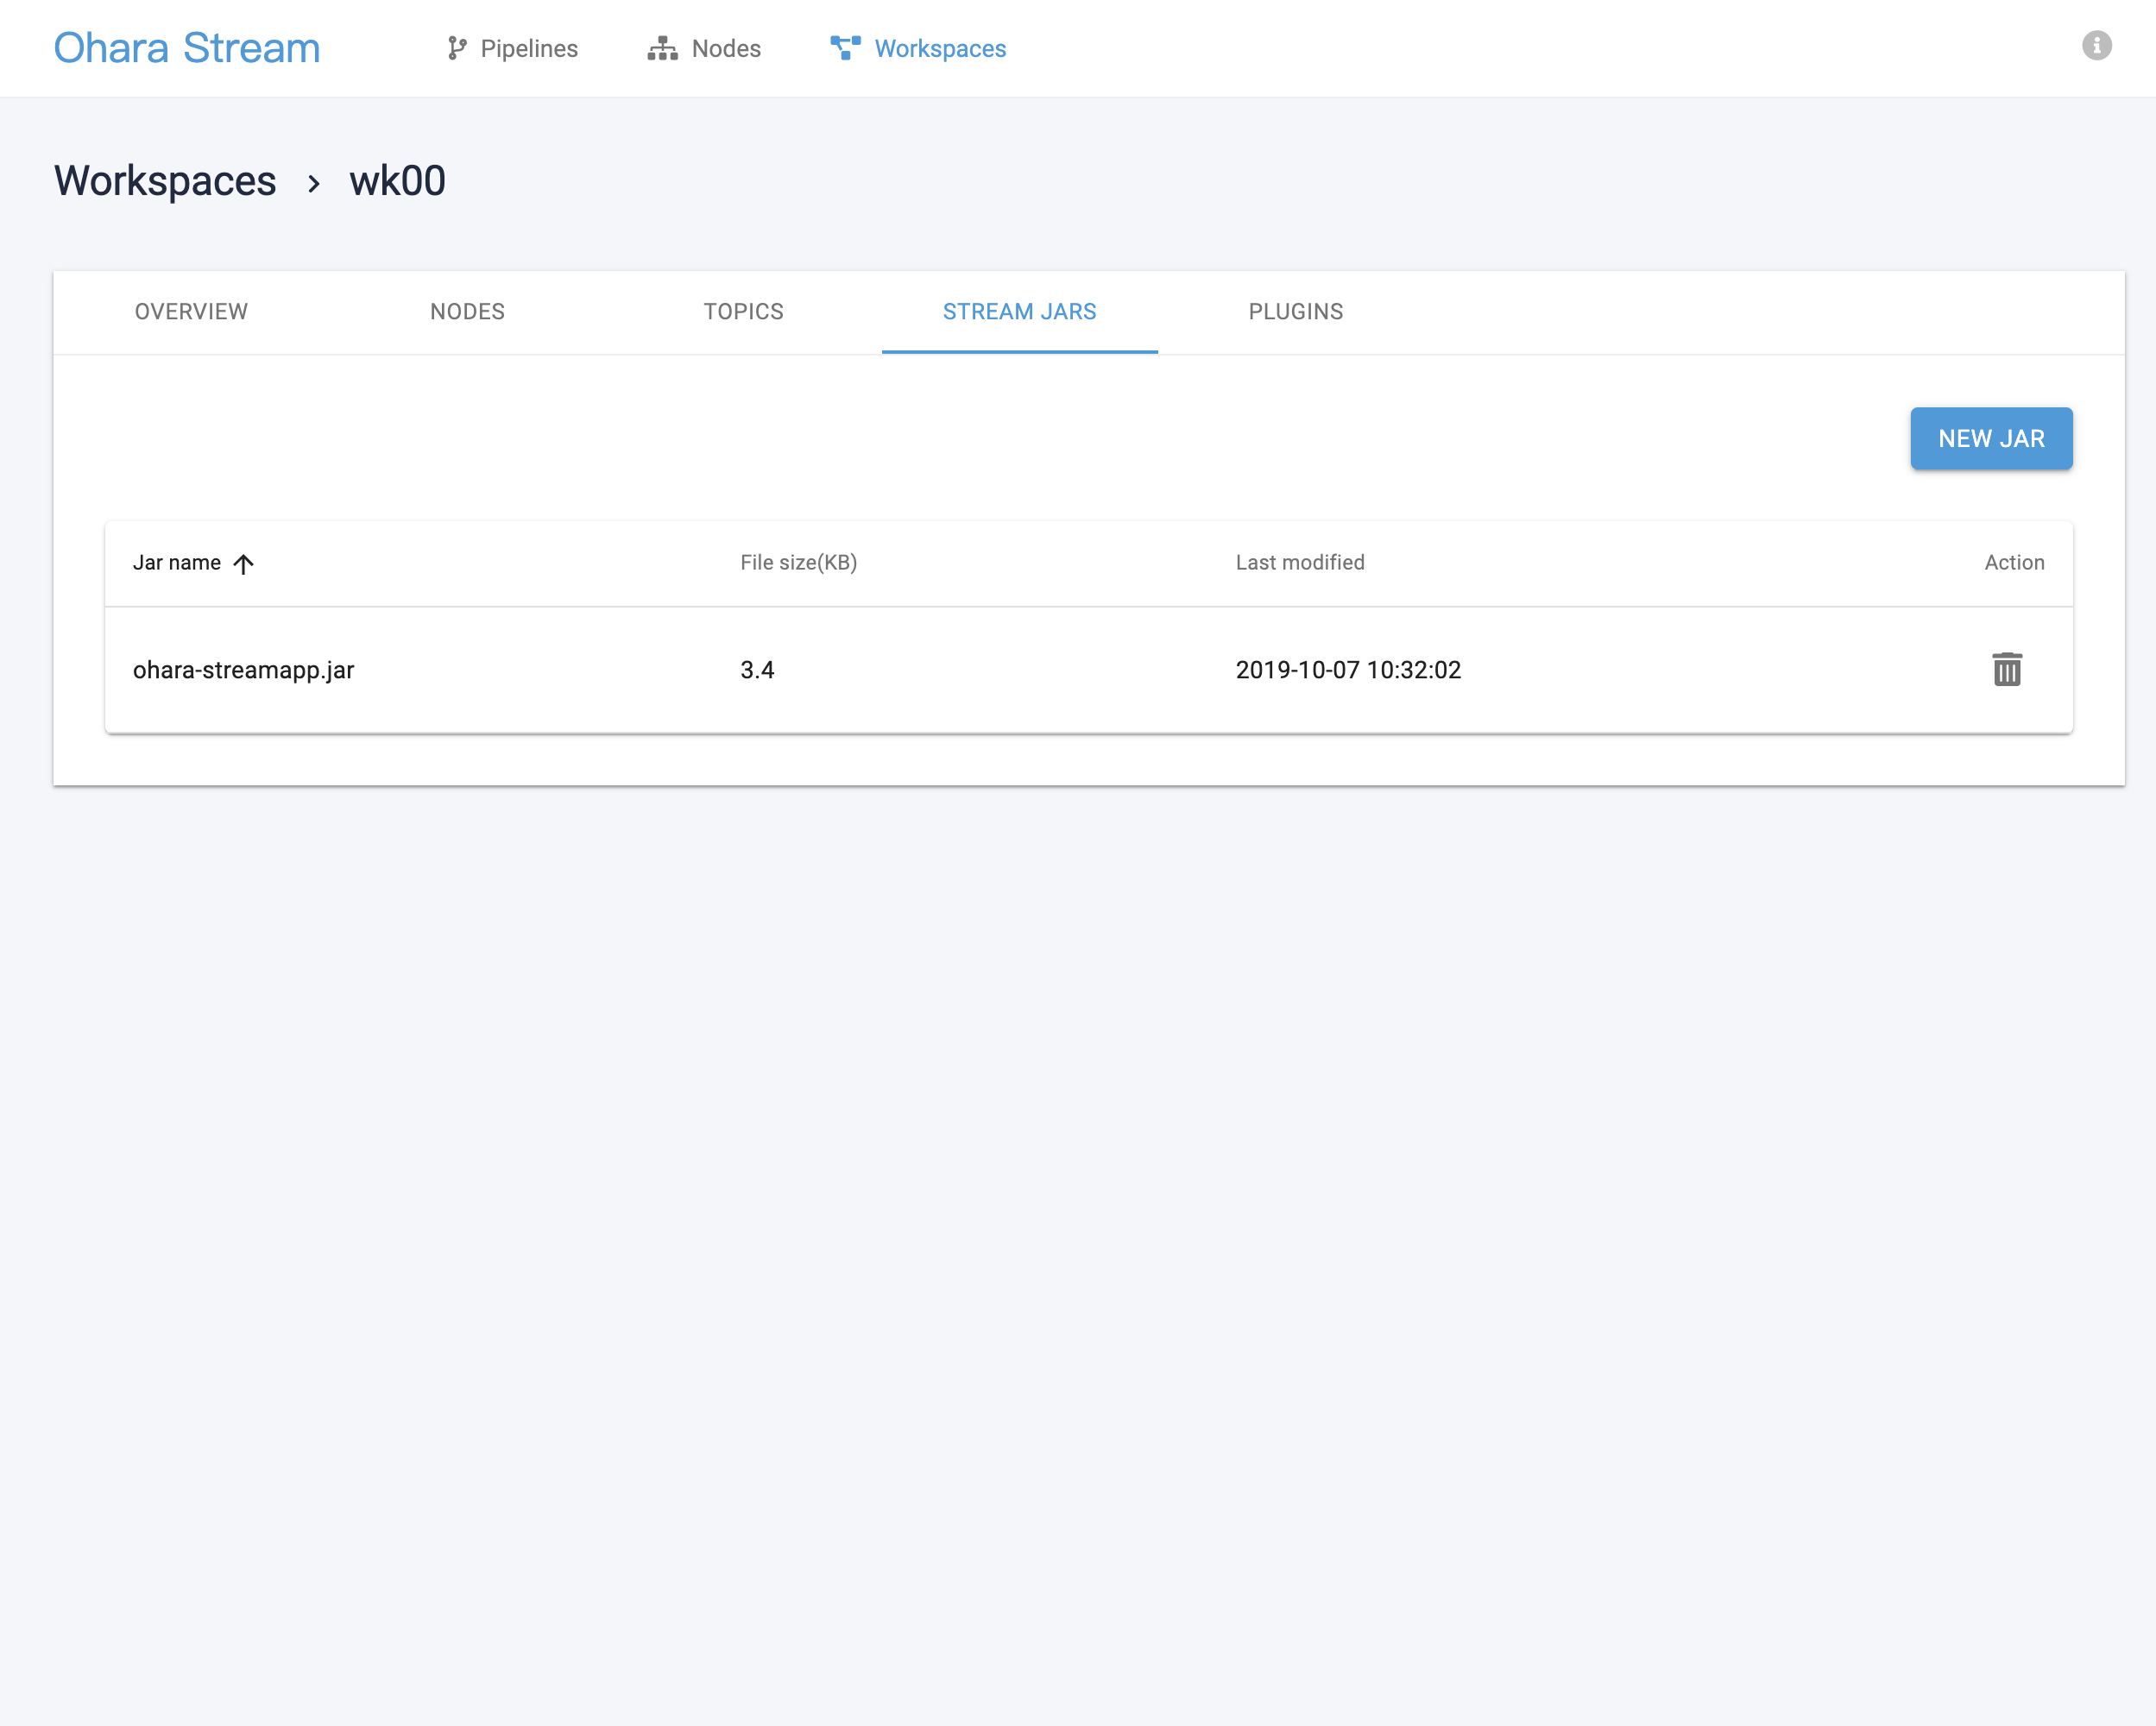 Ohara Stream Pipelines Nodes Workspaces
Workspaces > wk00
OVERVIEW NODES TOPICS STREAM JARS PLUGINS
NEW JAR
Jar name File size(KB) Last modified Action
ohara-streamapp.jar 3.4 2019-10-07 10:32:02